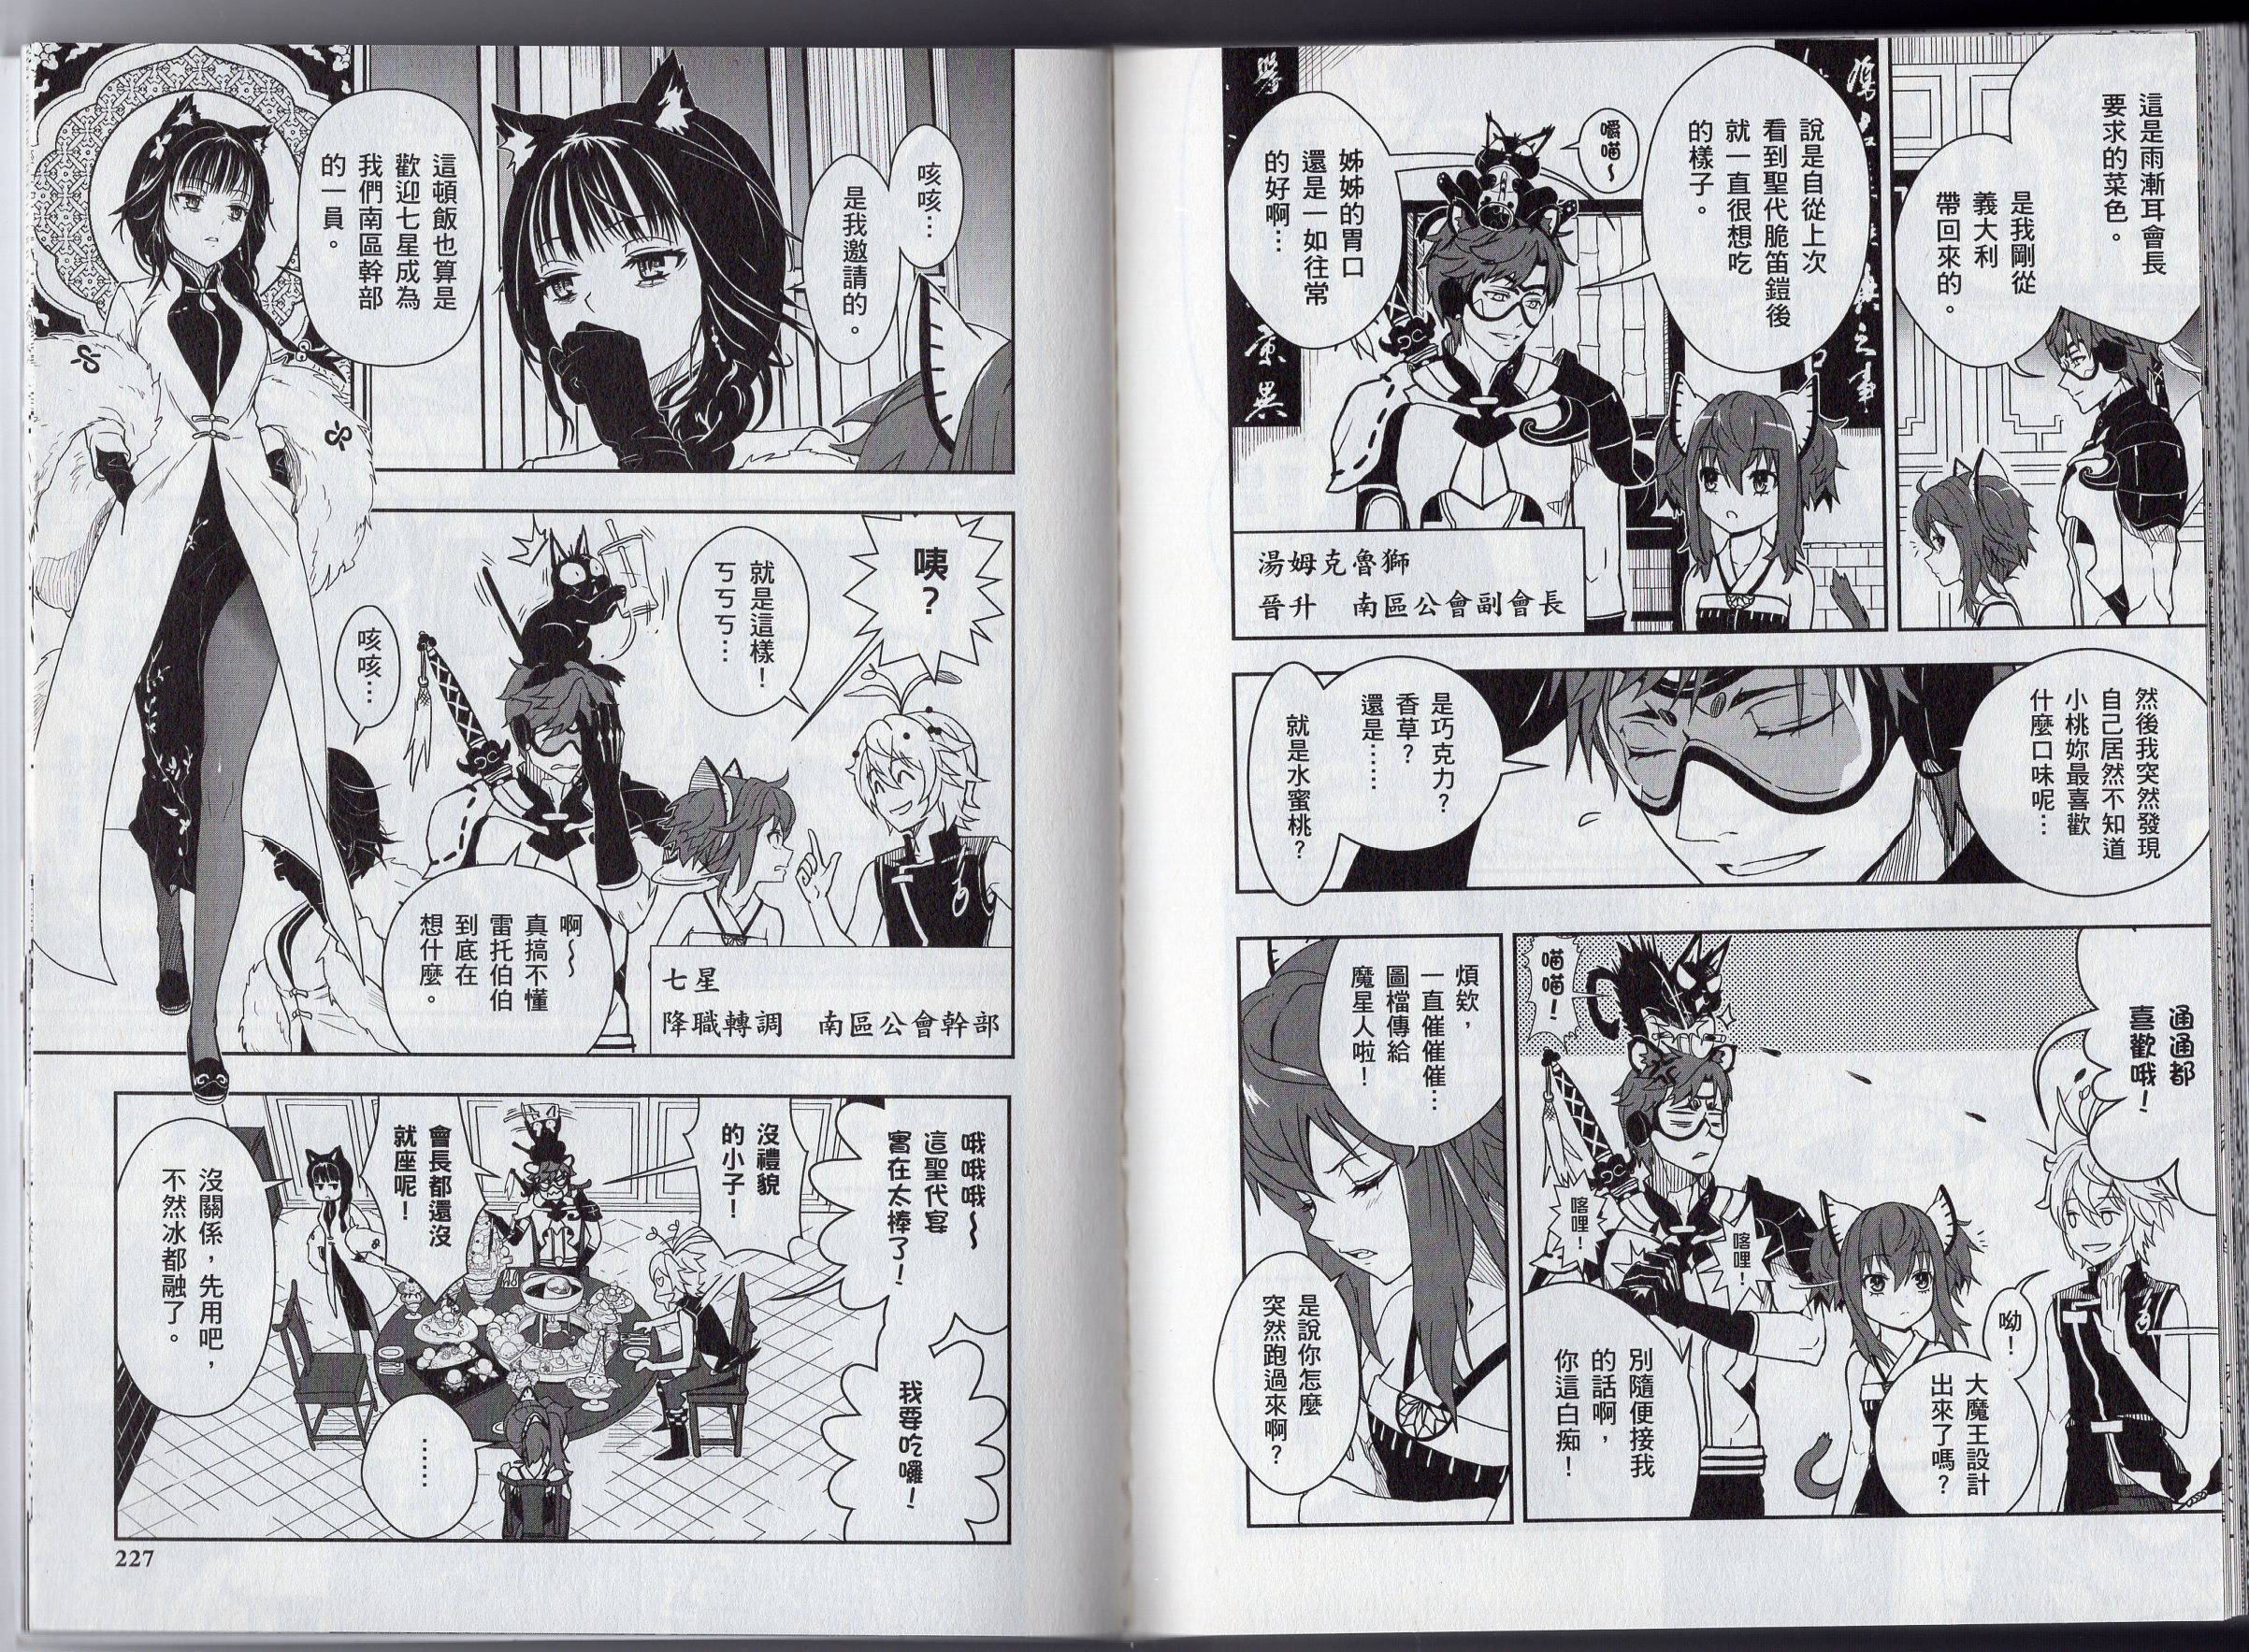 這是雨漸耳會長
要求的菜色。
是我剛從
義大利
帶回來的。
說是自從上次
看到聖代脆笛鎧後
就一直很想吃
的樣子。
嚼喵～
姊姊的胃口
還是一如往常
的好啊…
湯姆克魯獅
晉升　南區公會副會長
然後我突然發現
自己居然不知道
小桃妳最喜歡
什麼口味呢…
是巧克力？
香草？
還是……
就是水蜜桃？
通通都
喜歡哦！
呦！
大魔王設計
出來了嗎？
喵喵！
喀哩！
喀哩！
別隨便接我
的話啊，
你這白痴！
煩欸，
一直催催催…
圖檔傳給
魔星人啦！
是說你怎麼
突然跑過來啊？
咳咳…
是我邀請的。
這頓飯也算是
歡迎七星成為
我們南區幹部
的一員。
咦？
就是這樣！
ㄎㄎㄎ…
咳咳…
啊～
真搞不懂
雷托伯伯
到底在
想什麼。
七星
降職轉調　南區公會幹部
哦哦哦～
這聖代宴
實在太棒了！
我要吃囉！
沒禮貌
的小子！
會長都還沒
就座呢！
沒關係，先用吧，
不然冰都融了。
……
227